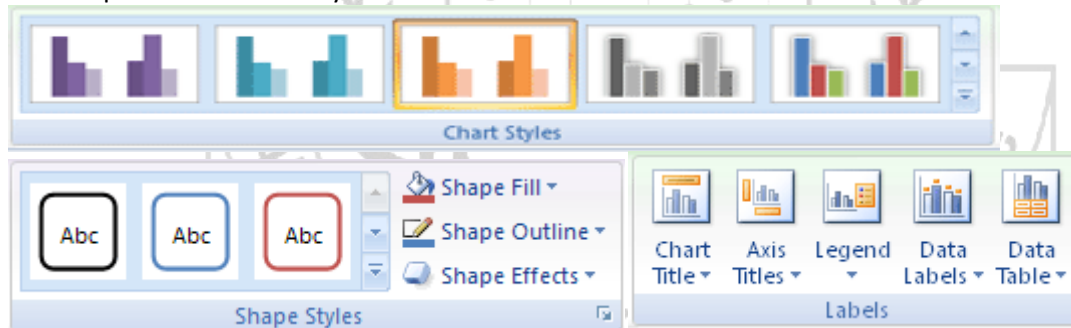 Chart Styles
Abc Abc Abc
Shape Fill
Shape Outline
Shape Effects
Shape Styles
Chart Title
Axis Titles
Legend
Data Labels
Data Table
Labels